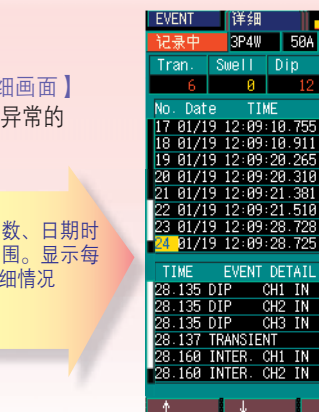 细画面】
异常的
数、日期时
围。显示每
细情况
EVENT 详细
记录中 3P4W 50A
Tran. Swell Dip
6 0 12
No. Date TIME
17 01/19 12:09:10.755
18 01/19 12:09:10.911
19 01/19 12:09:20.265
20 01/19 12:09:20.310
21 01/19 12:09:21.381
22 01/19 12:09:21.510
23 01/19 12:09:28.728
24 01/19 12:09:28.725
TIME EVENT DETAIL
28.135 DIP CH1 IN
28.135 DIP CH2 IN
28.135 DIP CH3 IN
28.137 TRANSIENT
28.160 INTER. CH1 IN
28.160 INTER. CH2 IN
↑ ↓